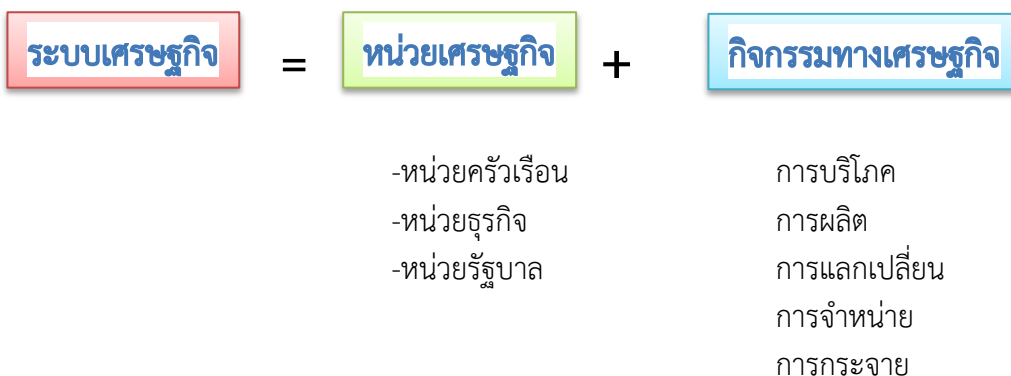 ระบบเศรษฐกิจ = หน่วยเศรษฐกิจ + กิจกรรมทางเศรษฐกิจ
-หน่วยครัวเรือน การบริโภค
-หน่วยธุรกิจ การผลิต
-หน่วยรัฐบาล การแลกเปลี่ยน
การจำหน่าย
การกระจาย